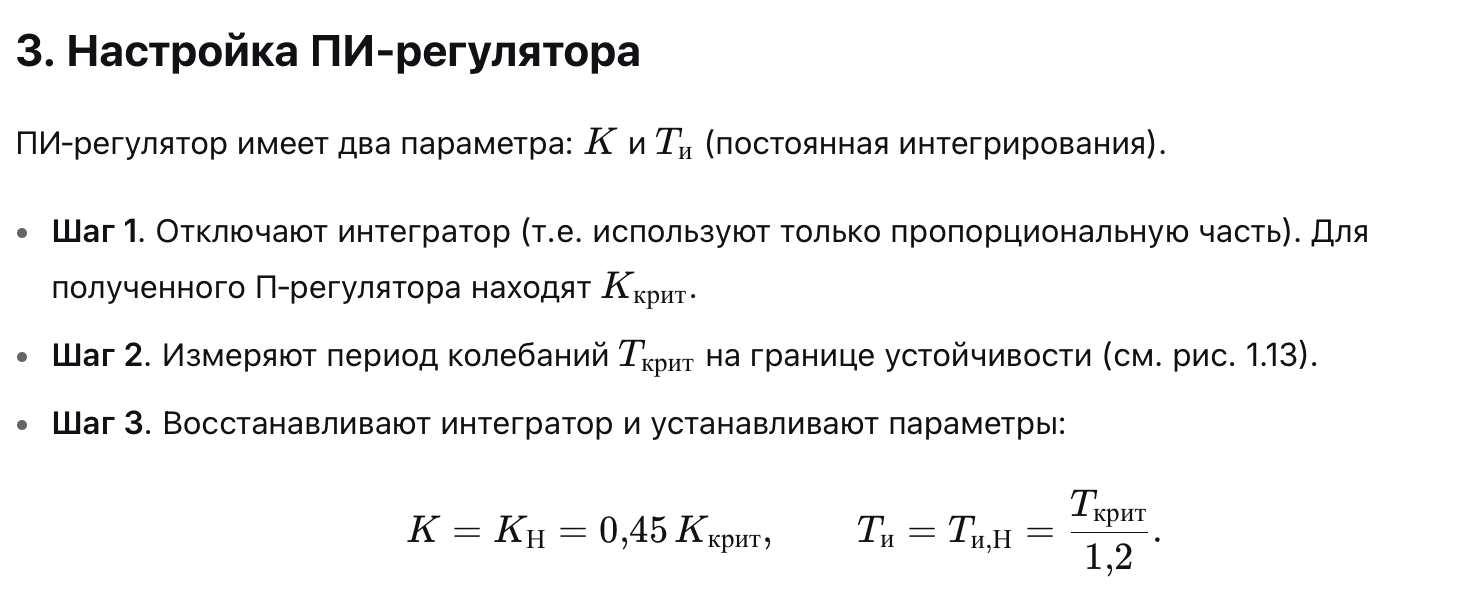 3. Настройка ПИ-регулятора
ПИ-регулятор имеет два параметра: K и Tи (постоянная интегрирования).
• Шаг 1. Отключают интегратор (т.е. используют только пропорциональную часть). Для
полученного П-регулятора находят Kкрит.
• Шаг 2. Измеряют период колебаний Tкрит на границе устойчивости (см. рис. 1.13).
• Шаг 3. Восстанавливают интегратор и устанавливают параметры:
K = KН = 0,45 Kкрит, Tи = Tи,Н = Tкрит / 1,2.